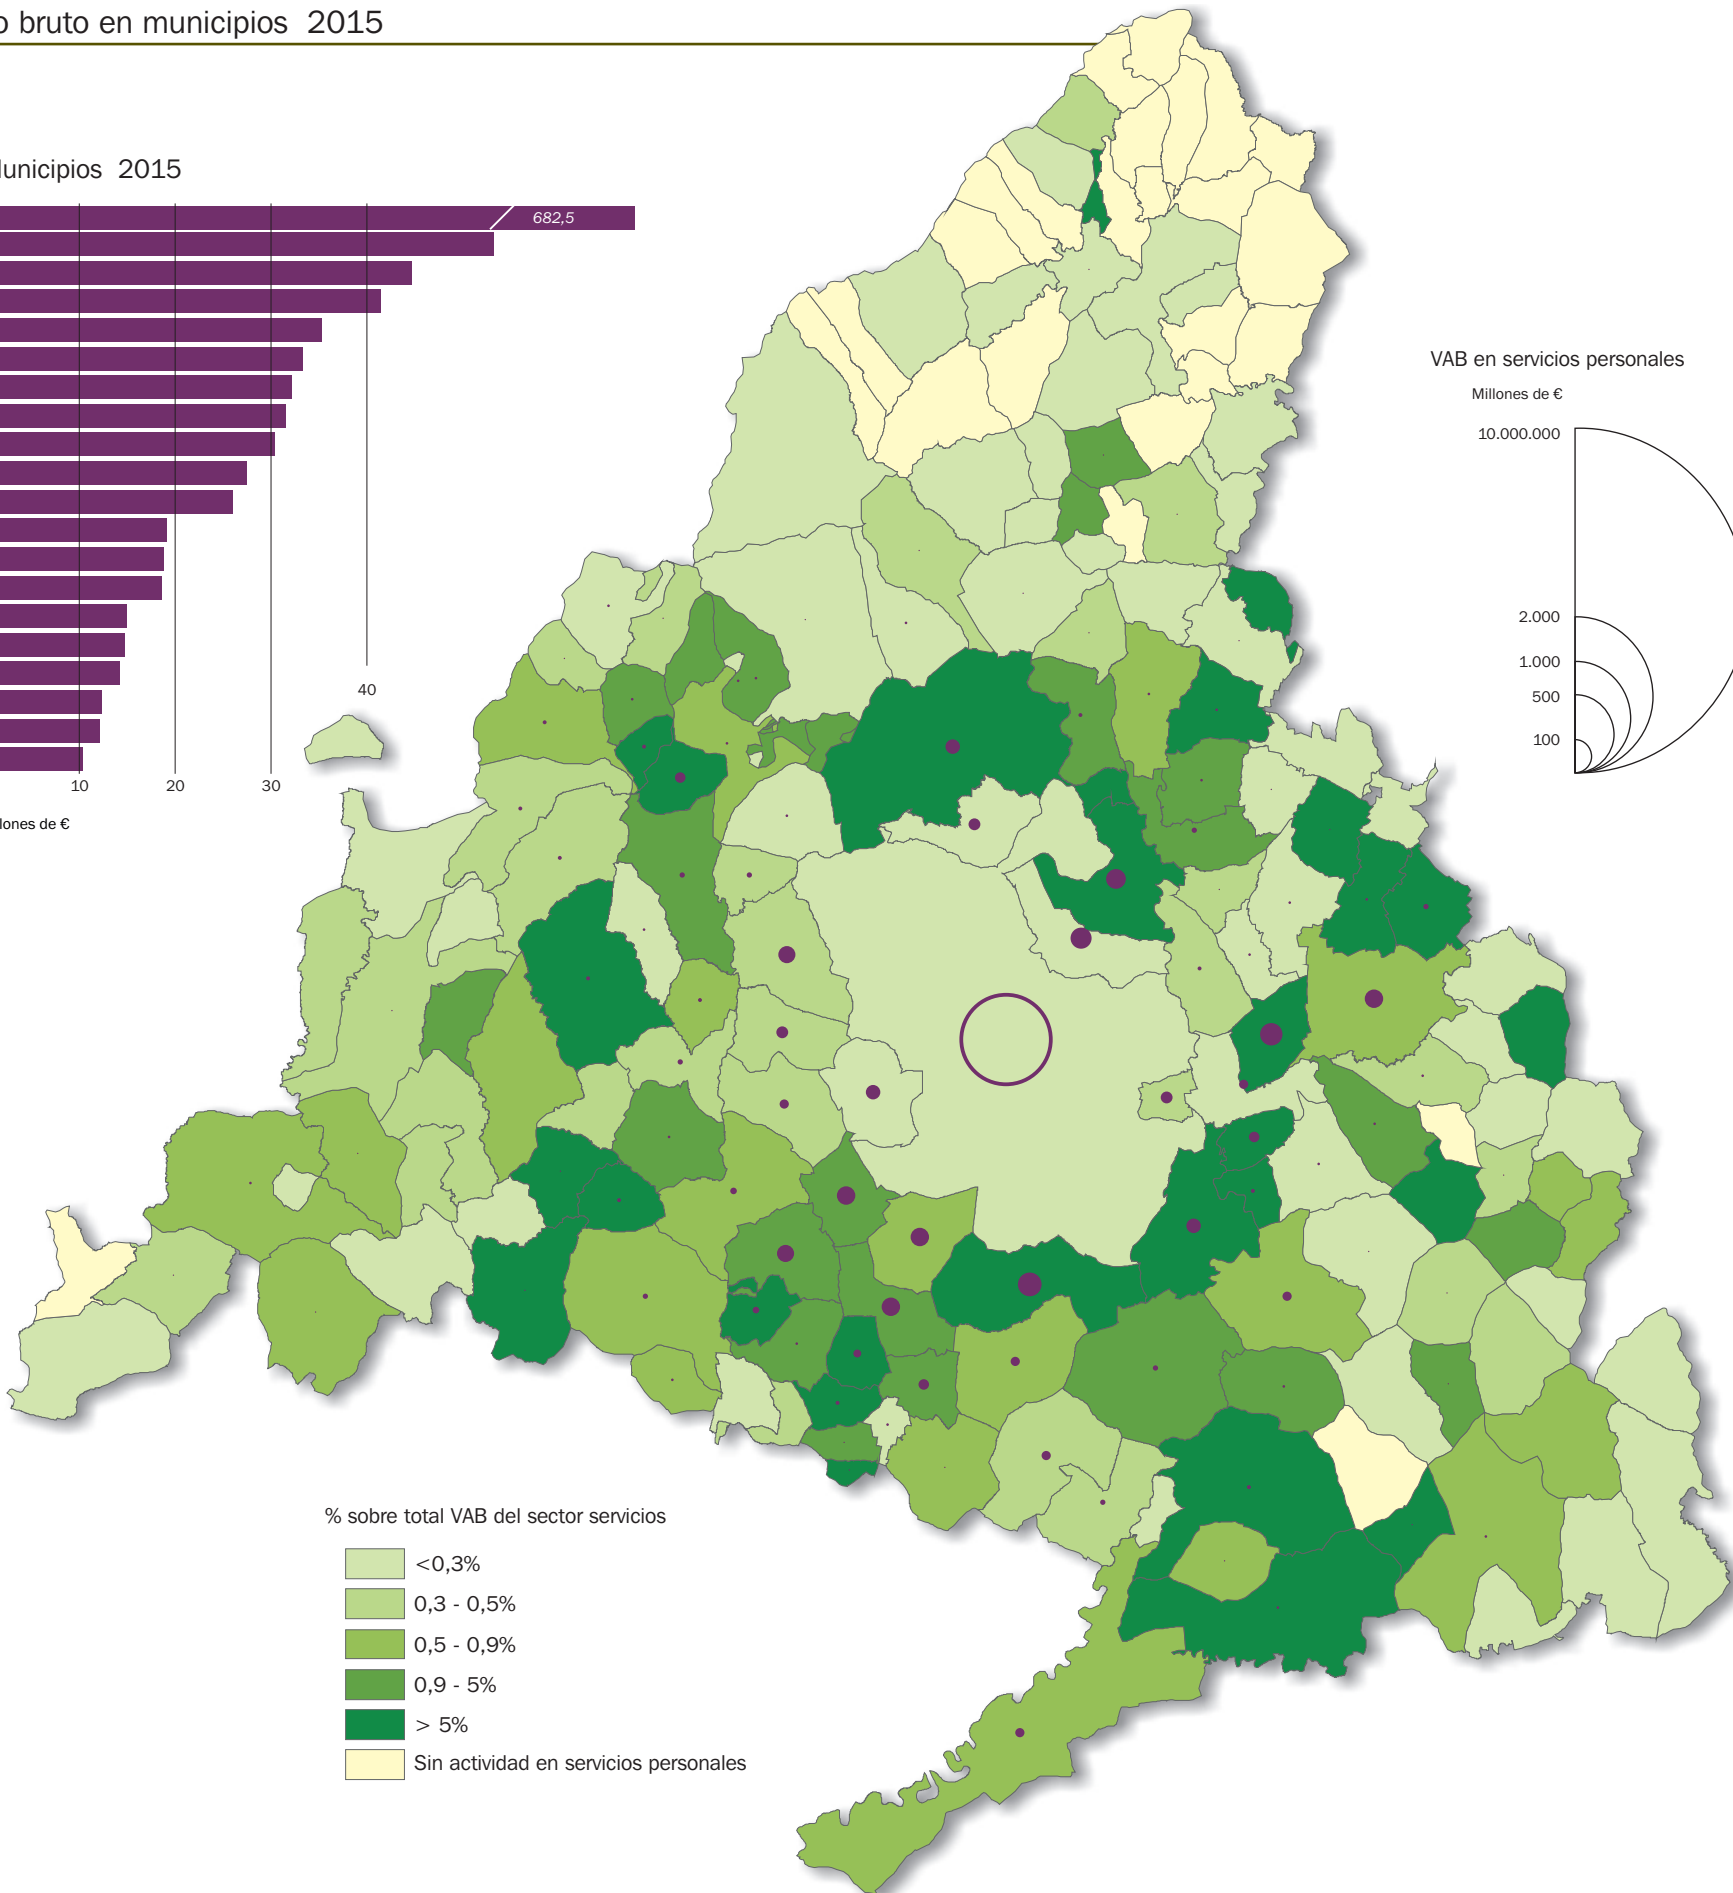 o bruto en municipios 2015
unicipios 2015
682,5
40
10 20 30
lones de €
VAB en servicios personales
Millones de €
10.000.000
2.000
1.000
500
100
% sobre total VAB del sector servicios
<0,3%
0,3 - 0,5%
0,5 - 0,9%
0,9 - 5%
> 5%
Sin actividad en servicios personales